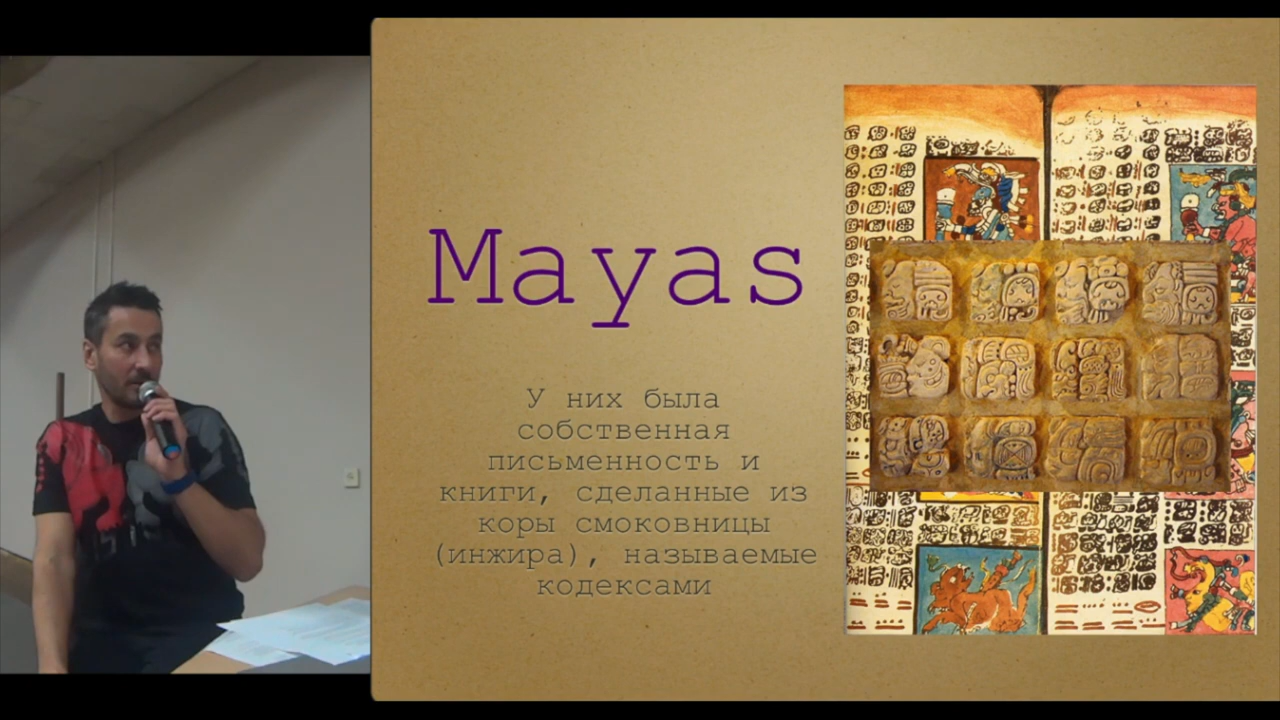 Mayas
У них была
собственная
письменность и
книги, сделанные из
коры смоковницы
(инжира), называемые
кодексами